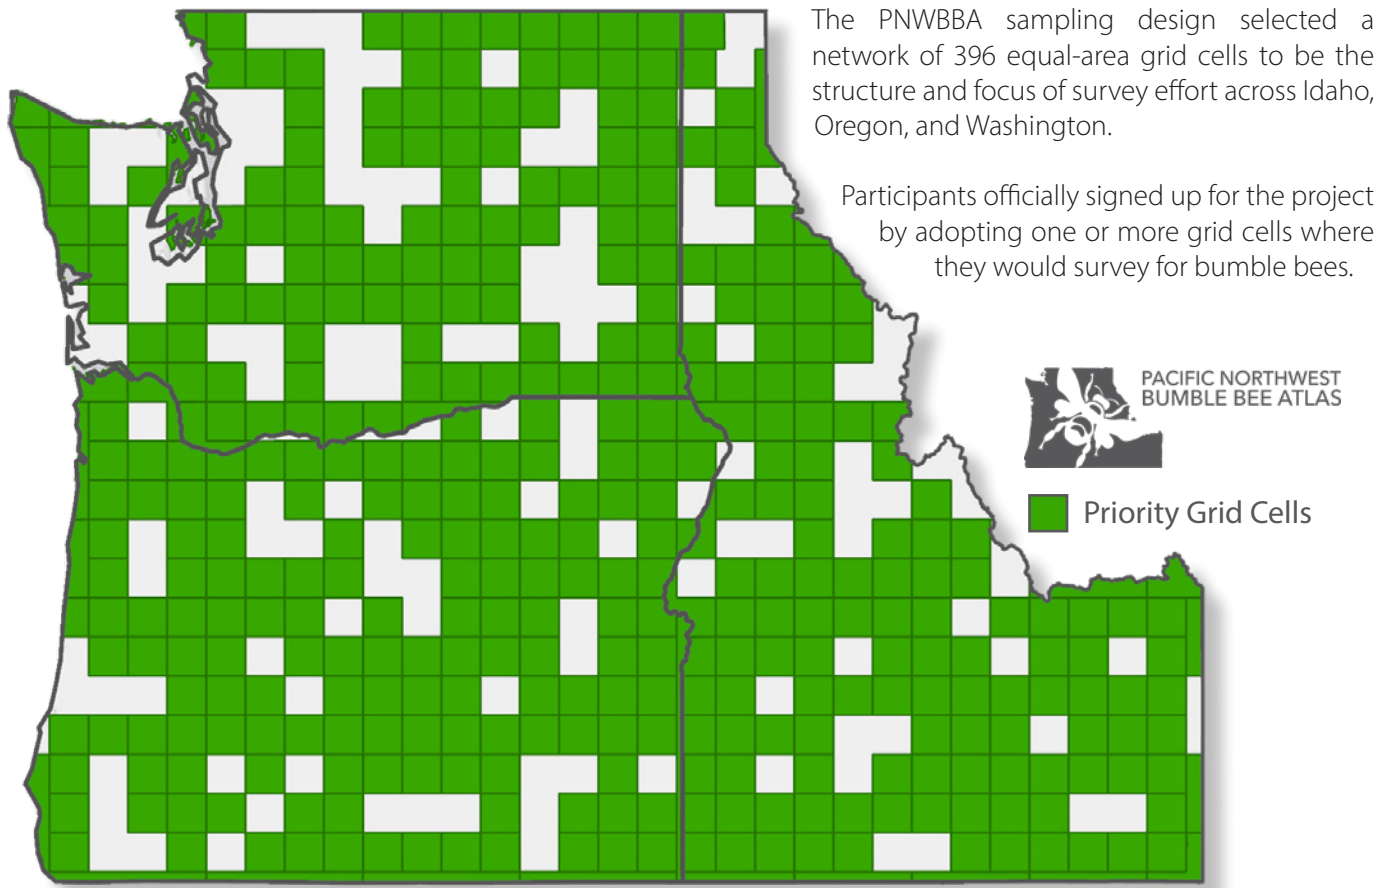 The PNWBBA sampling design selected a
network of 396 equal-area grid cells to be the
structure and focus of survey effort across Idaho,
Oregon, and Washington.
Participants officially signed up for the project
by adopting one or more grid cells where
they would survey for bumble bees.
PACIFIC NORTHWEST
BUMBLE BEE ATLAS
Priority Grid Cells